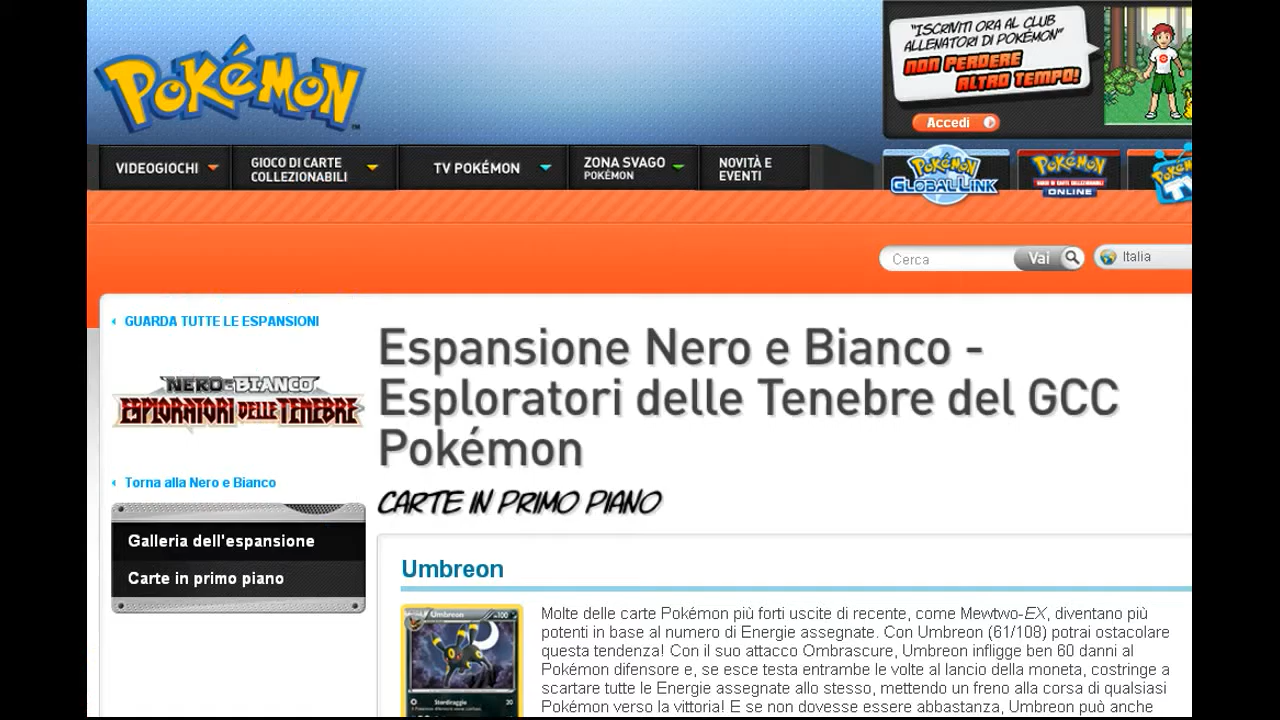 POKéMON
"ISCRIVITI ORA AL CLUB
ALLENATORI DI POKÉMON"
NON PERDERE
ALTRO TEMPO!
Accedi
VIDEOGIOCHI
GIOCO DI CARTE
COLLEZIONABILI
TV POKÉMON
ZONA SVAGO
POKÉMON
NOVITÀ E
EVENTI
POKéMON
GLOBAL LINK
POKéMON
ONLINE
Cerca
Vai
Italia
GUARDA TUTTE LE ESPANSIONI
NERO E BIANCO
ESPLORATORI DELLE TENEBRE
Espansione Nero e Bianco -
Esploratori delle Tenebre del GCC
Pokémon
CARTE IN PRIMO PIANO
Torna alla Nero e Bianco
Galleria dell'espansione
Carte in primo piano
Umbreon
Umbreon
100
Stordiraggio
20
Molte delle carte Pokémon più forti uscite di recente, come Mewtwo-EX, diventano più
potenti in base al numero di Energie assegnate. Con Umbreon (61/108) potrai ostacolare
questa tendenza! Con il suo attacco Ombrascure, Umbreon infligge ben 60 danni al
Pokémon difensore e, se esce testa entrambe le volte al lancio della moneta, costringe a
scartare tutte le Energie assegnate allo stesso, mettendo un freno alla corsa di qualsiasi
Pokémon verso la vittoria! E se non dovesse essere abbastanza, Umbreon può anche